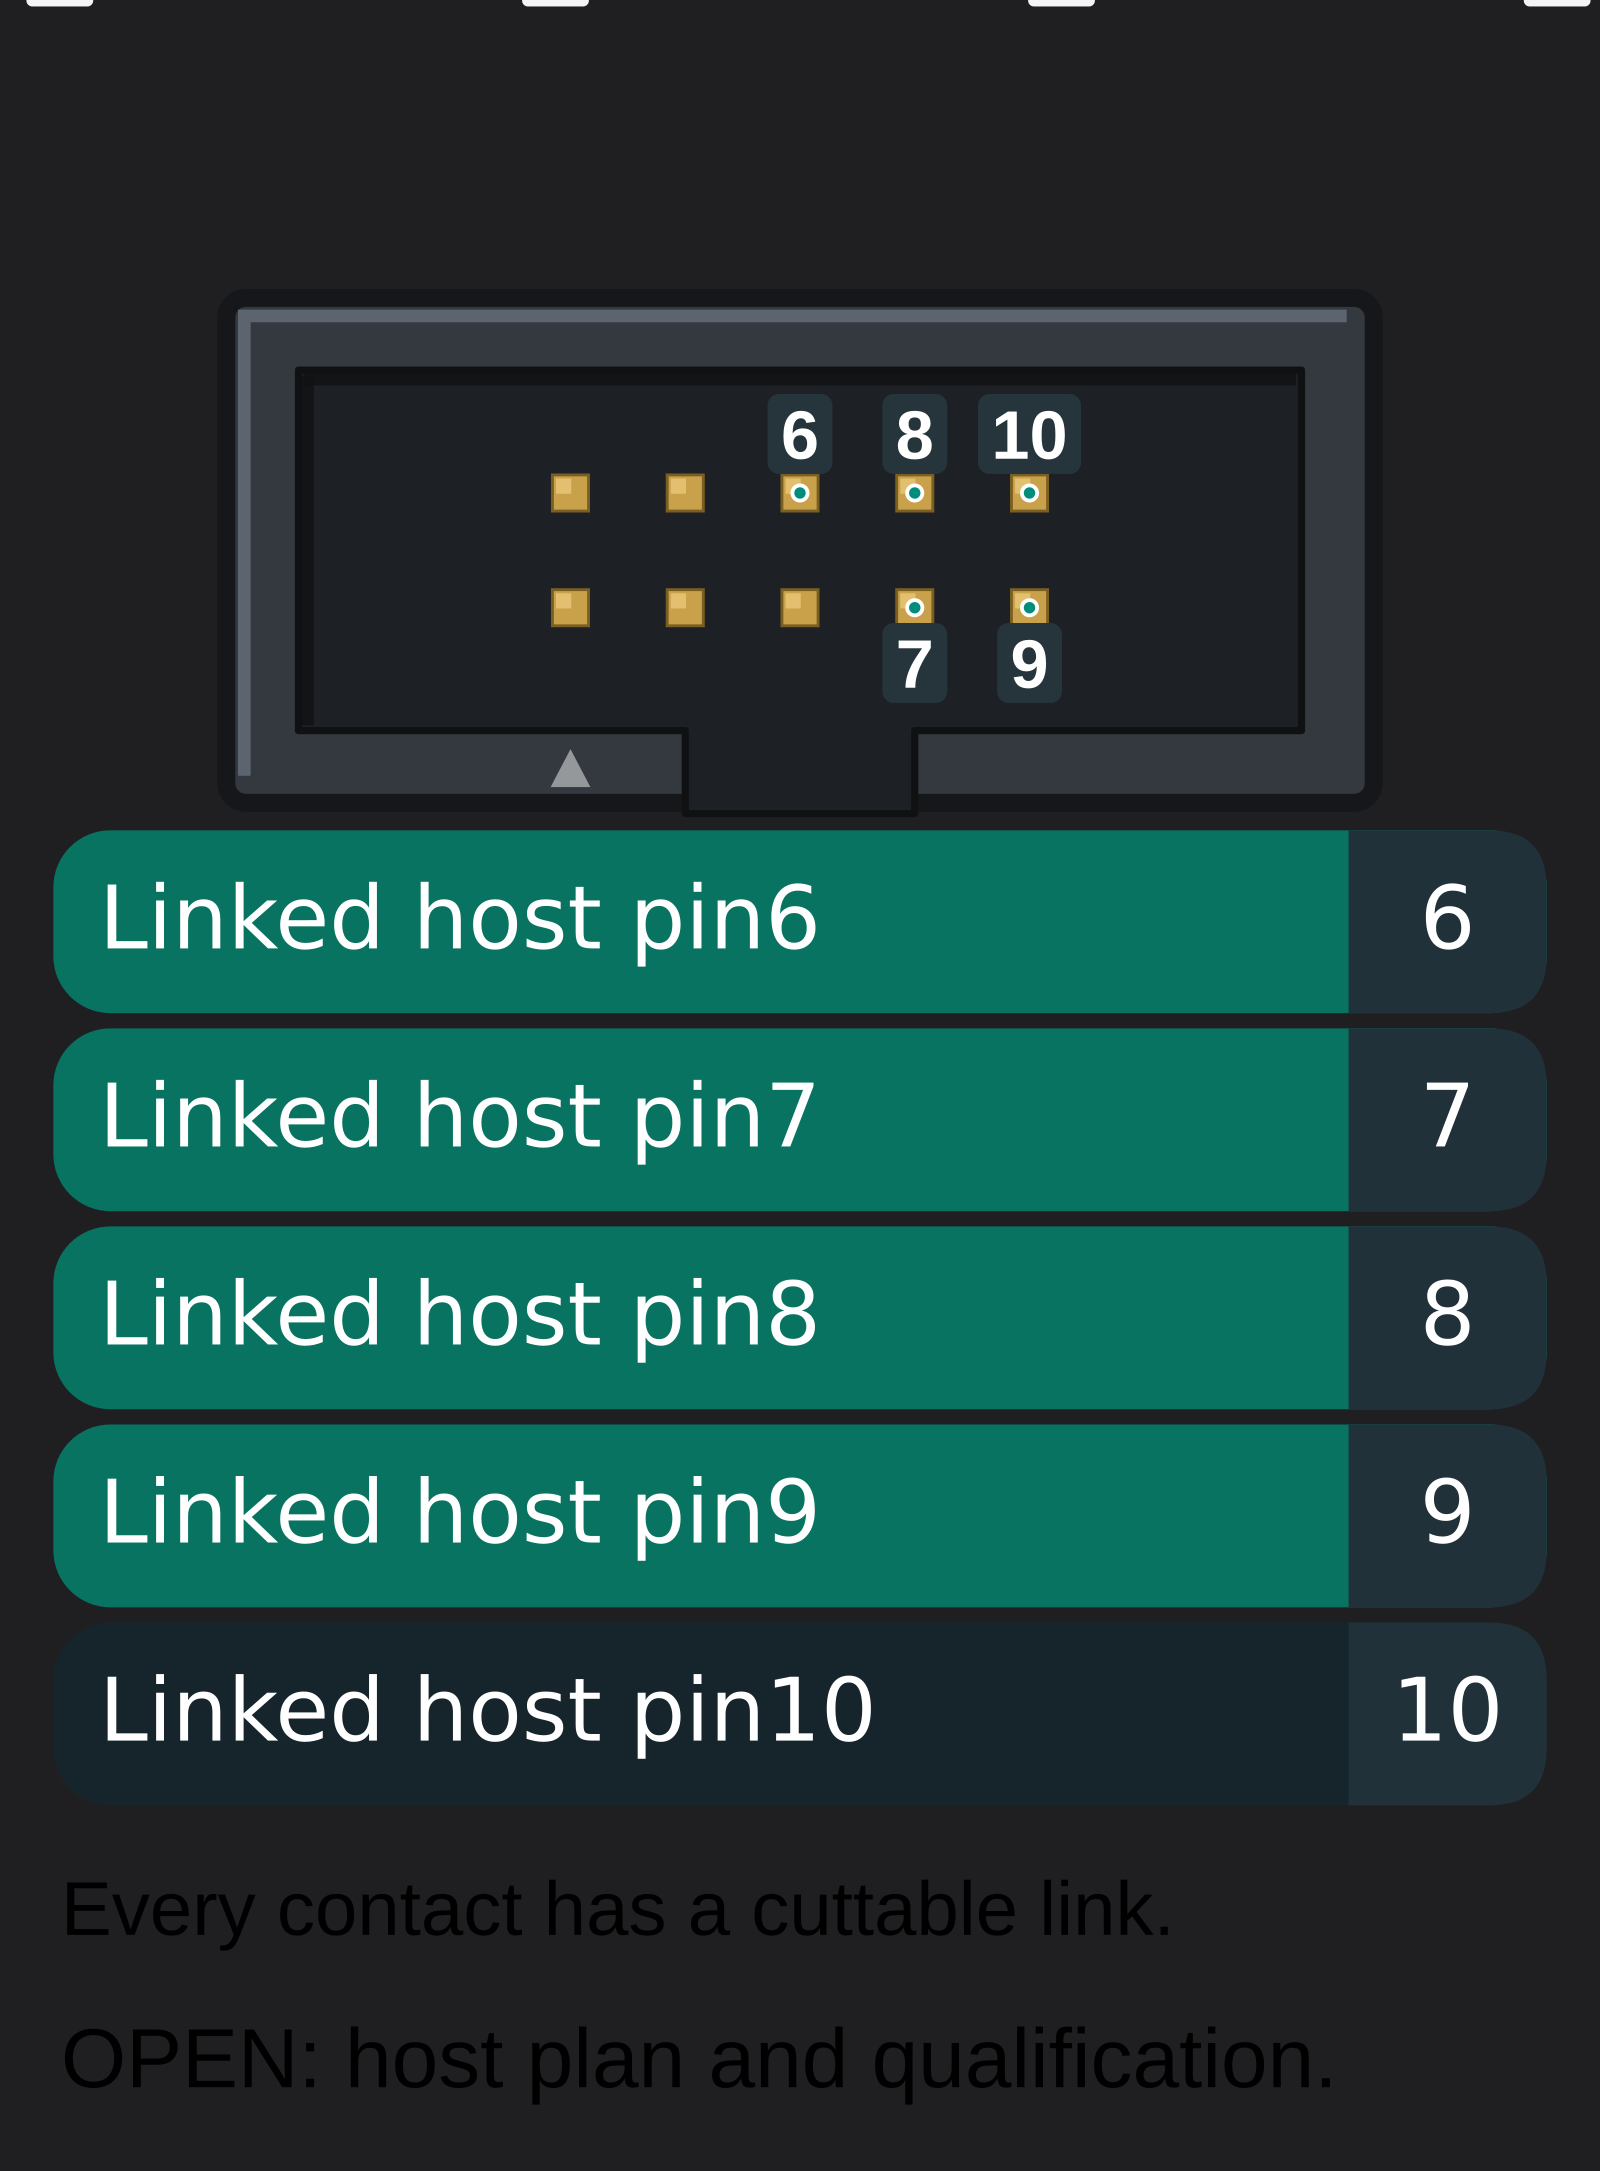 6 8 10
7 9
Linked host pin6 6
Linked host pin7 7
Linked host pin8 8
Linked host pin9 9
Linked host pin10 10
Every contact has a cuttable link.
OPEN: host plan and qualification.